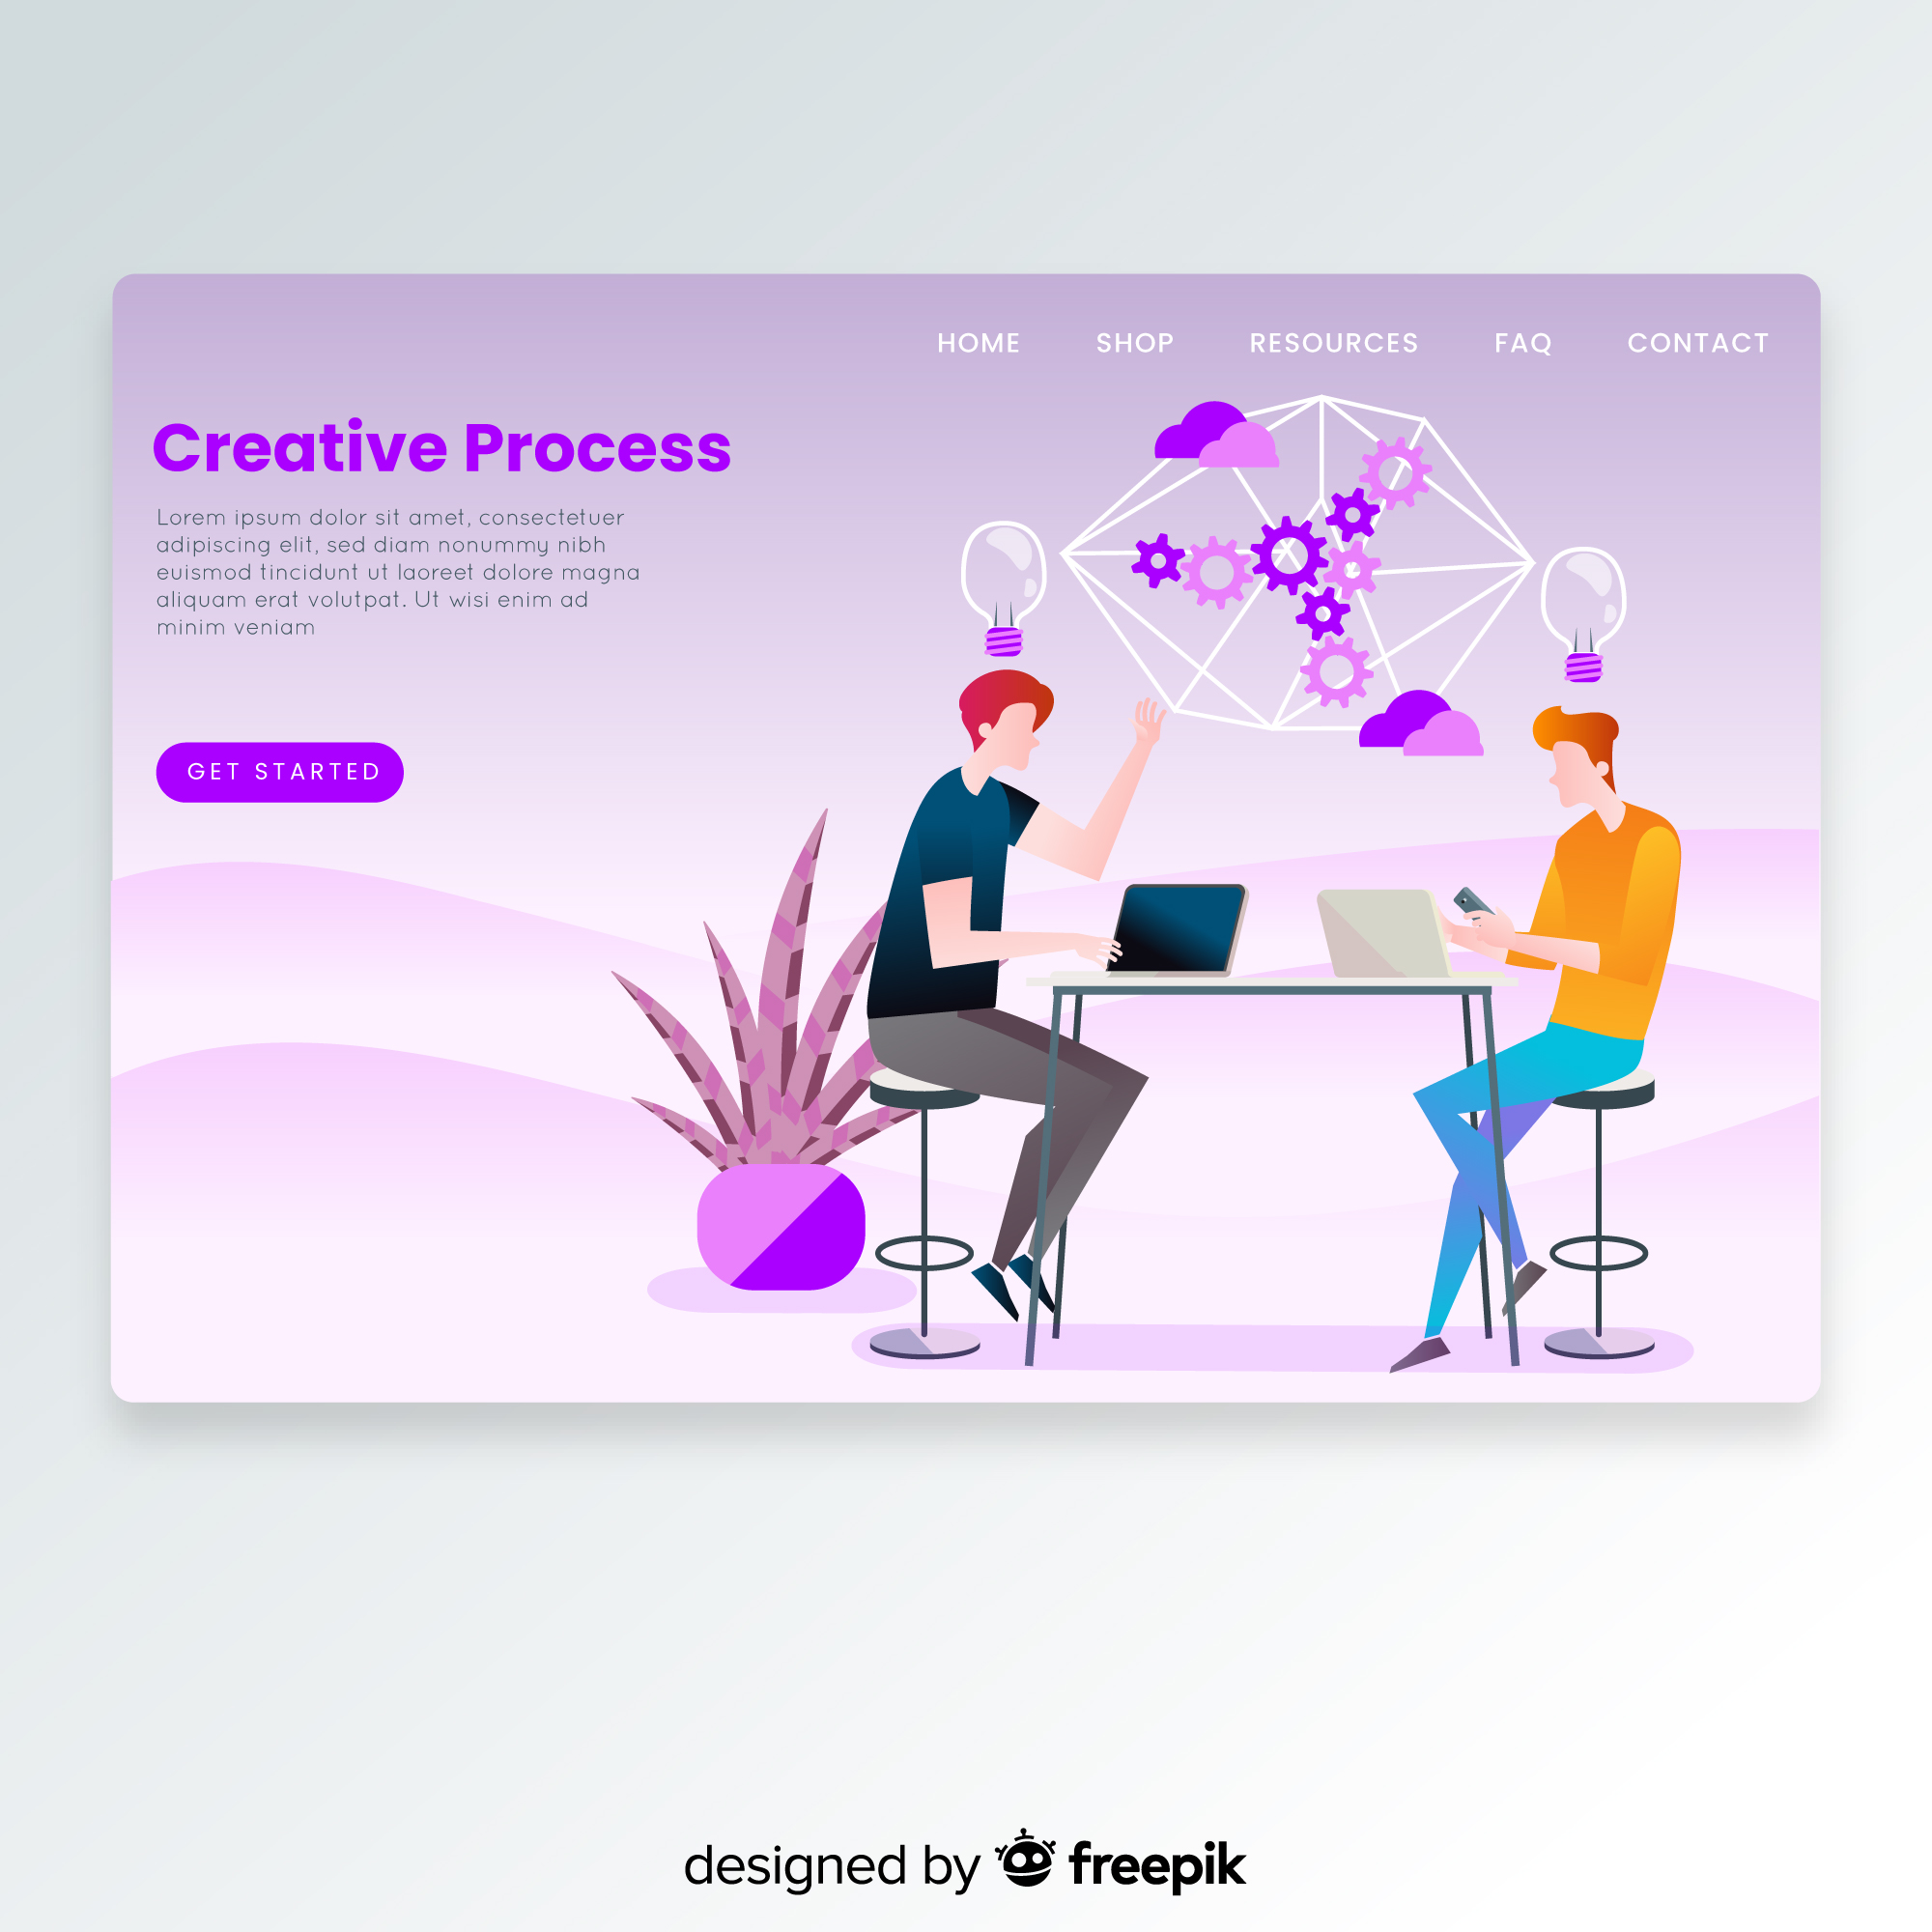 HOME SHOP RESOURCES FAQ CONTACT
Creative Process
Lorem ipsum dolor sit amet, consectetuer
adipiscing elit, sed diam nonummy nibh
euismod tincidunt ut laoreet dolore magna
aliquam erat volutpat. Ut wisi enim ad
minim veniam
GET STARTED
designed by freepik